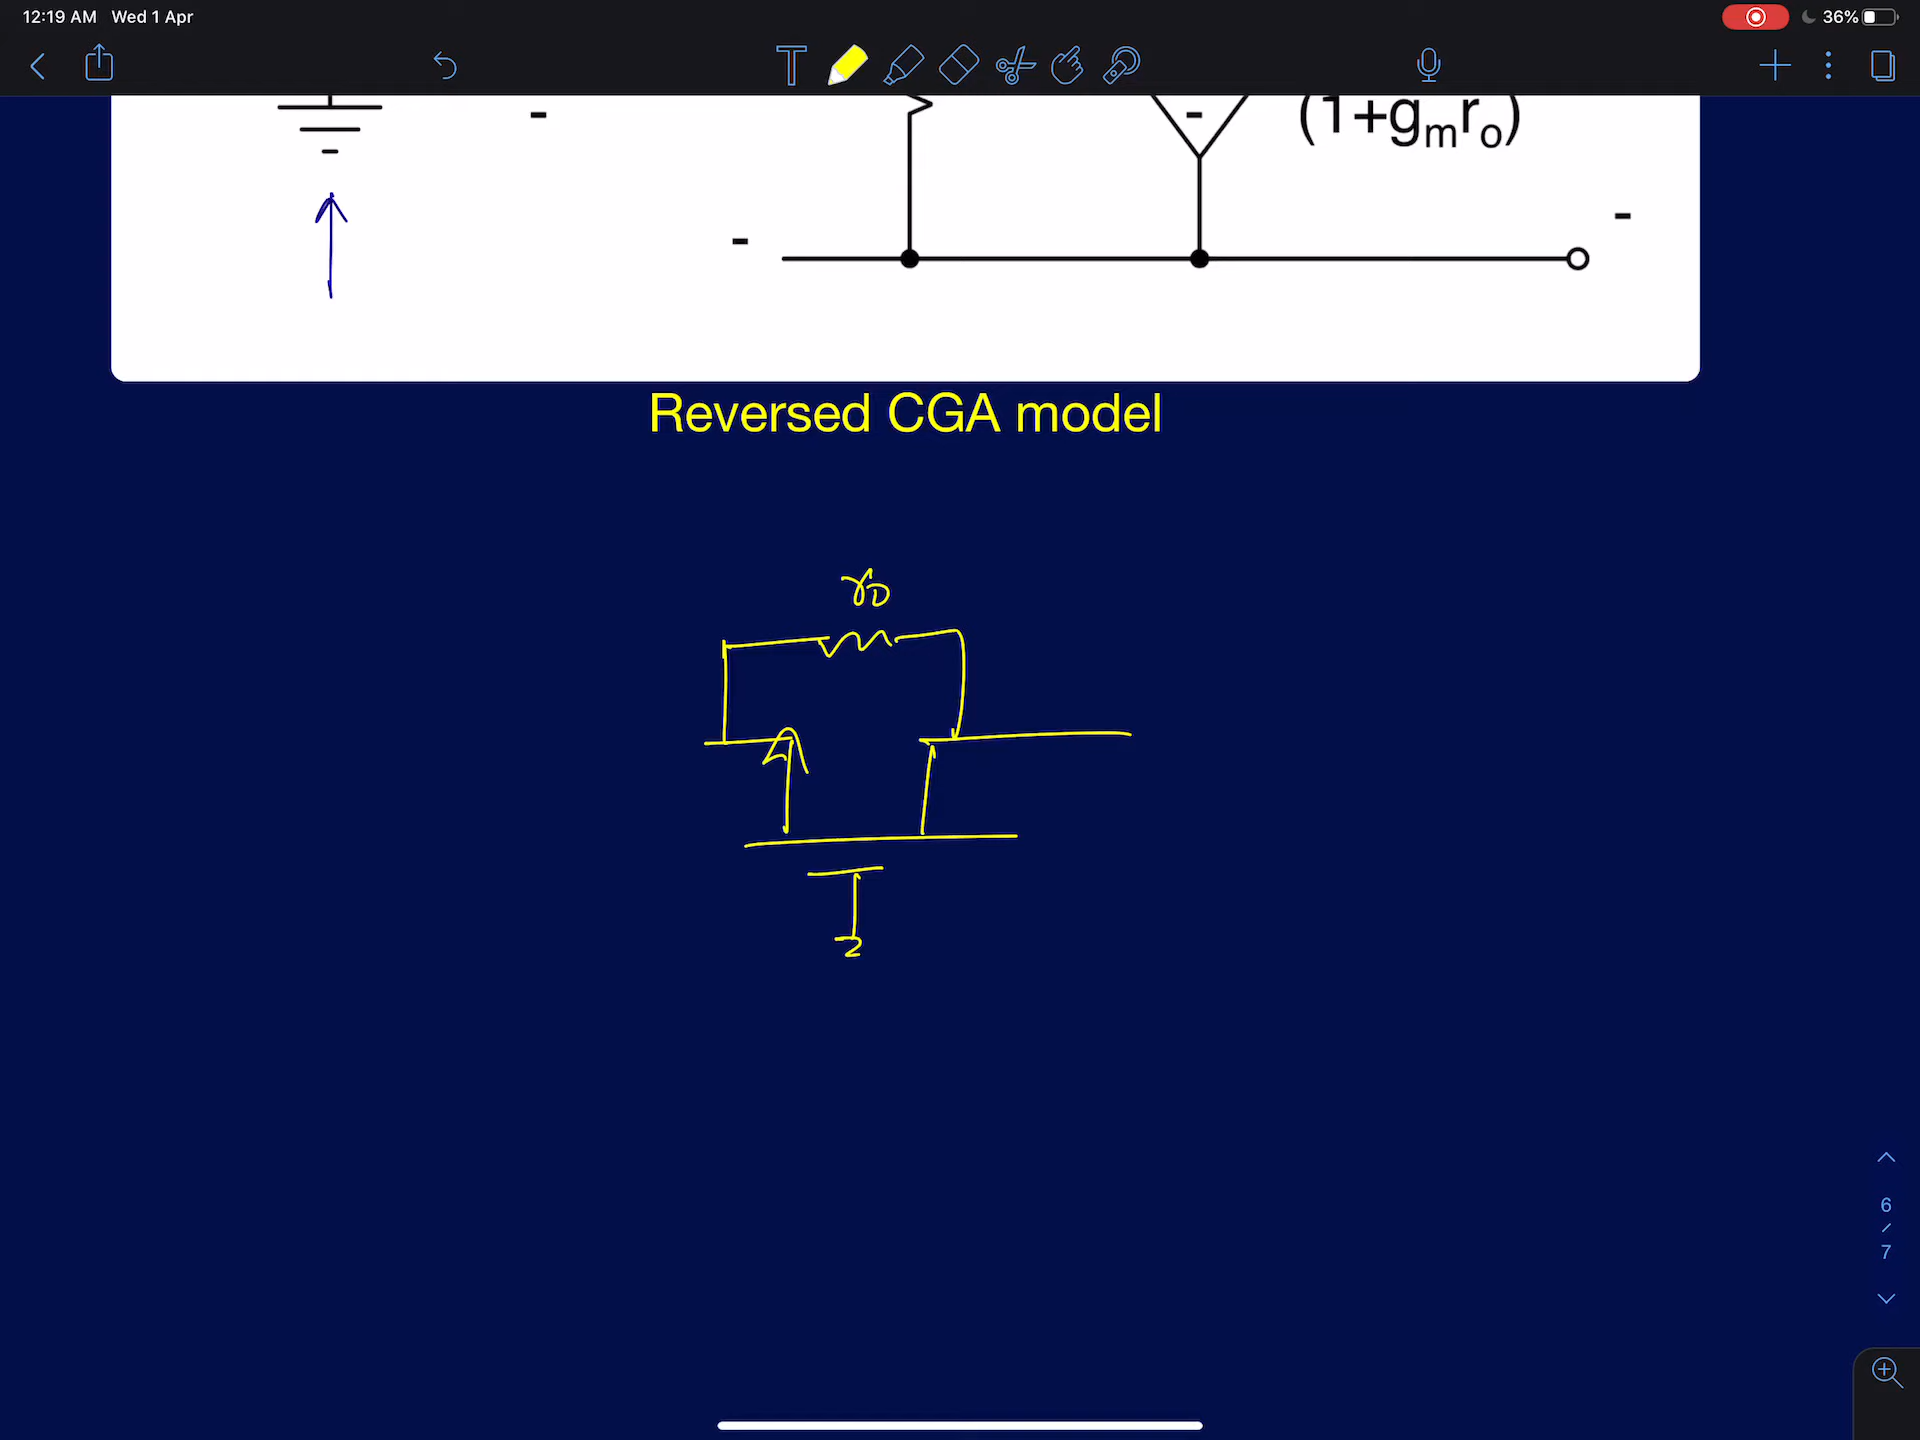 12:19 AM Wed 1 Apr
36%
(1+gₘrₒ)
-
-
-
-
Reversed CGA model
r₀
6
/
7